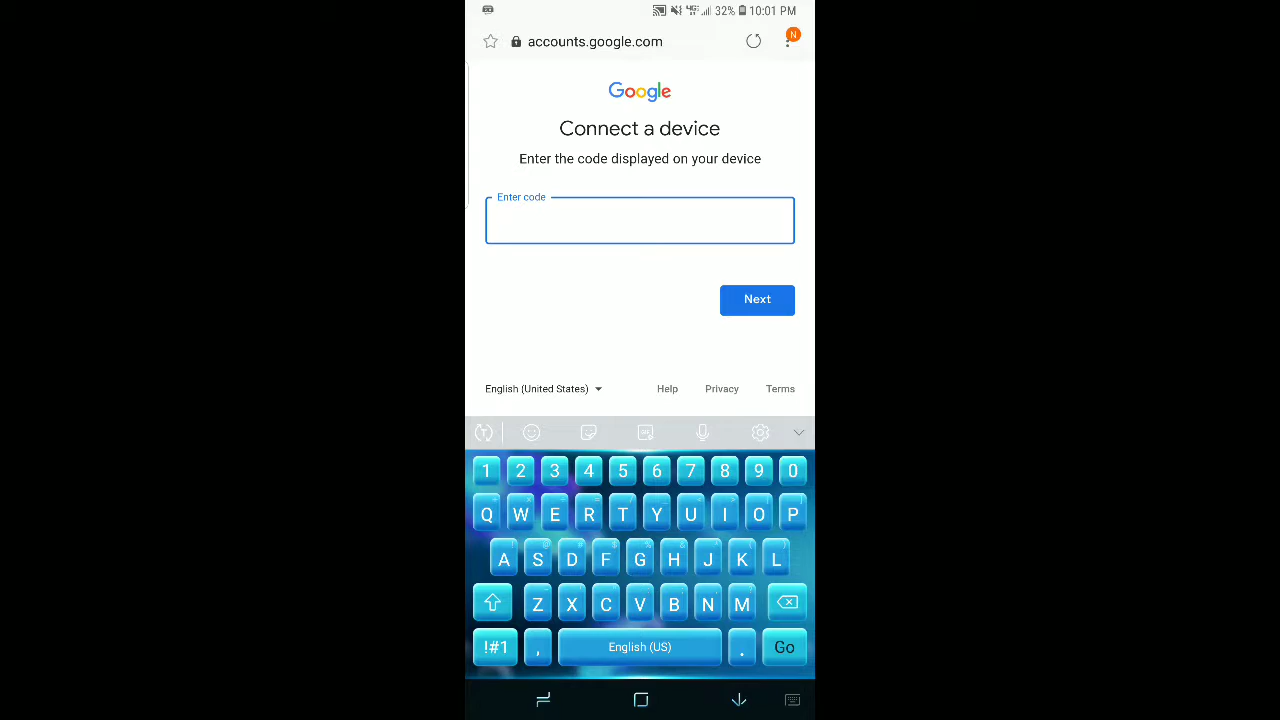 32% 10:01 PM
accounts.google.com
N
Google
Connect a device
Enter the code displayed on your device
Enter code
Next
English (United States) Help Privacy Terms
1 2 3 4 5 6 7 8 9 0
Q W E R T Y U I O P
A S D F G H J K L
Z X C V B N M
!#1 , English (US) . Go